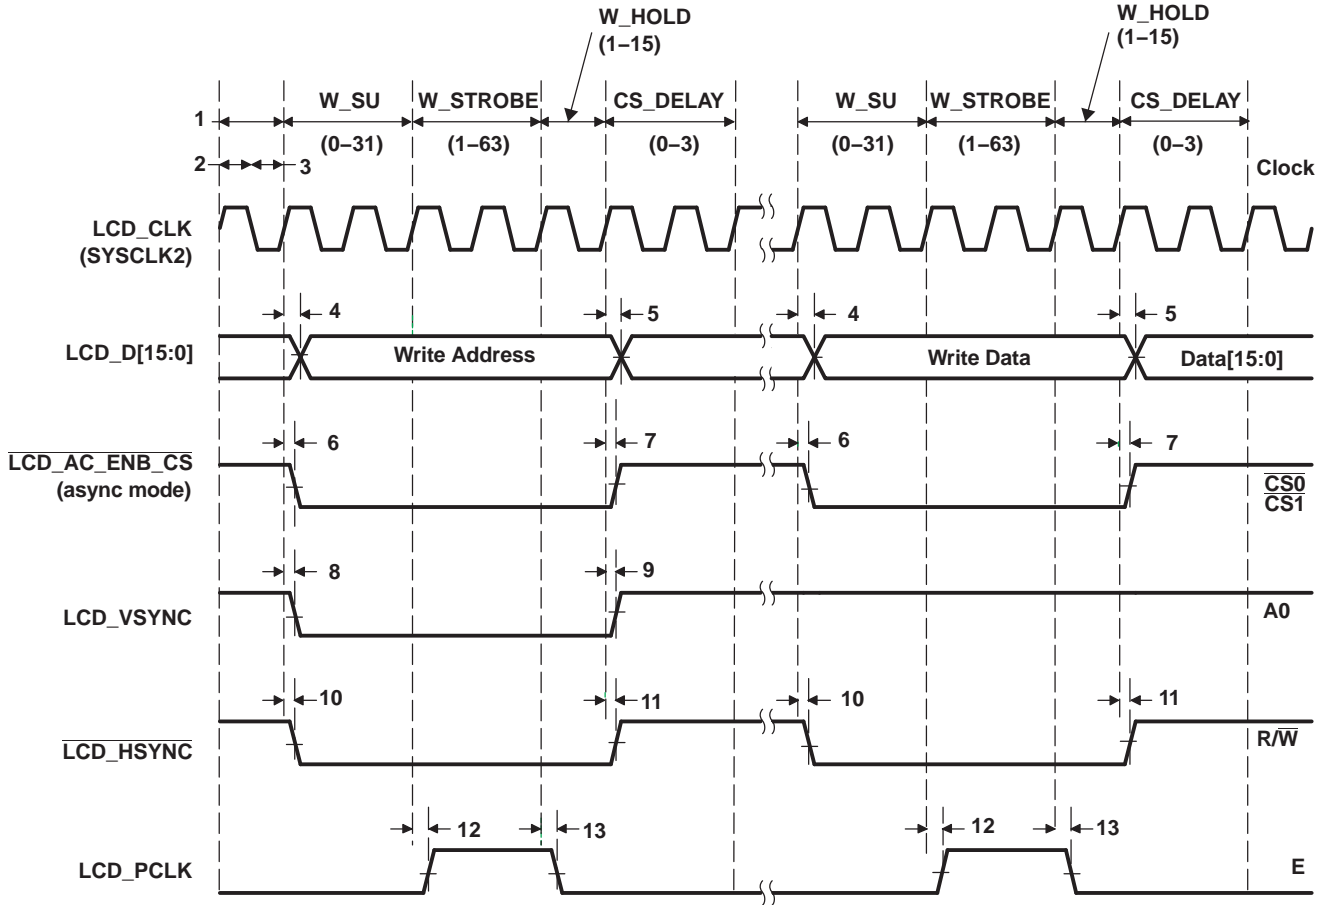 W_HOLD
(1–15)
W_HOLD
(1–15)
1
W_SU
W_STROBE
CS_DELAY
W_SU
W_STROBE
CS_DELAY
(0–31)
(1–63)
(0–3)
(0–31)
(1–63)
(0–3)
2
3
Clock
LCD_CLK
(SYSCLK2)
4
5
4
5
LCD_D[15:0]
Write Address
Write Data
Data[15:0]
6
7
6
7
LCD_AC_ENB_CS
(async mode)
CS0
CS1
8
9
LCD_VSYNC
A0
10
11
10
11
LCD_HSYNC
R/W
12
13
12
13
LCD_PCLK
E